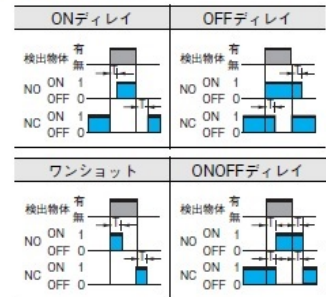 ONディレイ
検出物体 有
無
T
NO ON 1
OFF 0
T
NC ON 1
OFF 0
OFFディレイ
検出物体 有
無
T
NO ON 1
OFF 0
T
NC ON 1
OFF 0
ワンショット
検出物体 有
無
T
NO ON 1
OFF 0
T
NC ON 1
OFF 0
ONOFFディレイ
検出物体 有
無
T T
NO ON 1
OFF 0
T T
NC ON 1
OFF 0